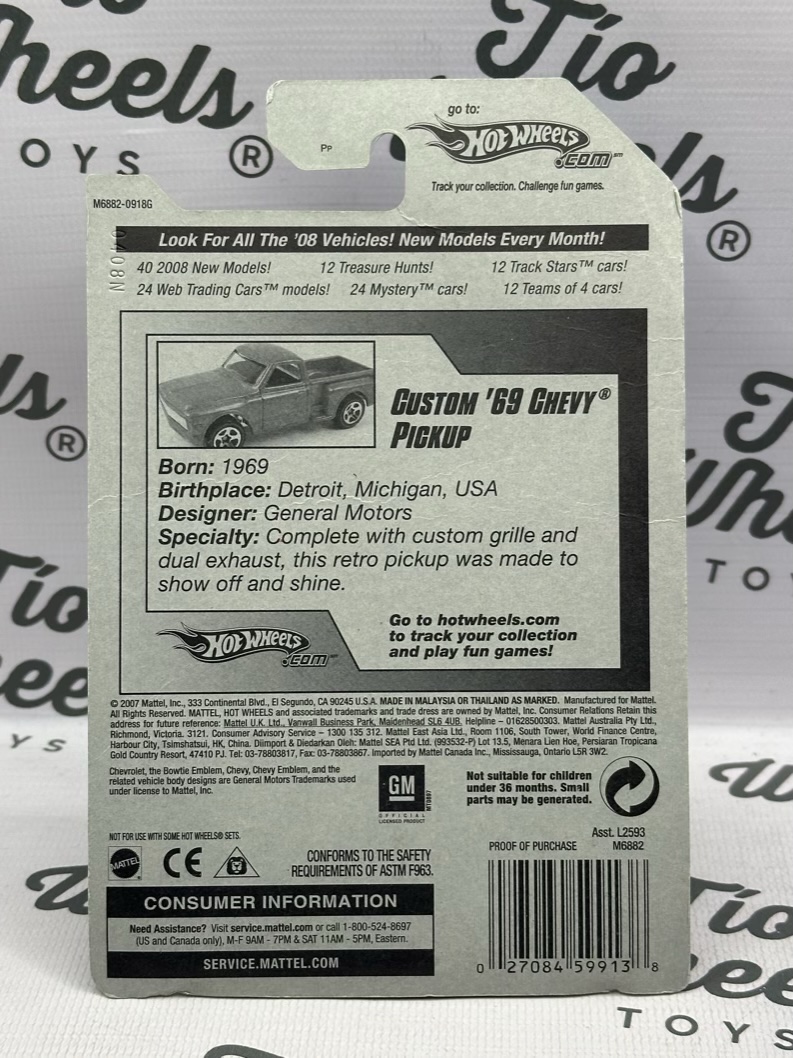 Tío
Wheels
TOYS®
Tío
Wheels
®
go to:
HOT WHEELS
.COM℠
Pp
Track your collection. Challenge fun games.
M6882-0918G
0408N
Look For All The '08 Vehicles! New Models Every Month!
40 2008 New Models! 12 Treasure Hunts! 12 Track Stars™ cars!
24 Web Trading Cars™ models! 24 Mystery™ cars! 12 Teams of 4 cars!
CUSTOM '69 CHEVY®
PICKUP
Born: 1969
Birthplace: Detroit, Michigan, USA
Designer: General Motors
Specialty: Complete with custom grille and
dual exhaust, this retro pickup was made to
show off and shine.
HOT WHEELS
.COM℠
Go to hotwheels.com
to track your collection
and play fun games!
© 2007 Mattel, Inc., 333 Continental Blvd., El Segundo, CA 90245 U.S.A. MADE IN MALAYSIA OR THAILAND AS MARKED. Manufactured for Mattel.
All Rights Reserved. MATTEL, HOT WHEELS and associated trademarks and trade dress are owned by Mattel, Inc. Consumer Relations Retain this
address for future reference: Mattel U.K. Ltd., Vanwall Business Park, Maidenhead SL6 4UB. Helpline – 01628500303. Mattel Australia Pty Ltd.,
Richmond, Victoria. 3121. Consumer Advisory Service – 1300 135 312. Mattel East Asia Ltd., Room 1106, South Tower, World Finance Centre,
Harbour City, Tsimshatsui, HK, China. Diimport & Diedarkan Oleh: Mattel SEA Ptd Ltd. (993532-P) Lot 13.5, Menara Lien Hoe, Persiaran Tropicana
Gold Country Resort, 47410 PJ. Tel: 03-78803817, Fax: 03-78803867. Imported by Mattel Canada Inc., Mississauga, Ontario L5R 3W2.
Chevrolet, the Bowtie Emblem, Chevy, Chevy Emblem, and the
related vehicle body designs are General Motors Trademarks used
under license to Mattel, Inc.
GM
OFFICIAL
LICENSED PRODUCT
Not suitable for children
under 36 months. Small
parts may be generated.
NOT FOR USE WITH SOME HOT WHEELS® SETS.
MATTEL
CE
CONFORMS TO THE SAFETY
REQUIREMENTS OF ASTM F963.
Asst. L2593
PROOF OF PURCHASE M6882
CONSUMER INFORMATION
Need Assistance? Visit service.mattel.com or call 1-800-524-8697
(US and Canada only), M-F 9AM - 7PM & SAT 11AM - 5PM, Eastern.
SERVICE.MATTEL.COM
0 27084 59913 8
TOYS